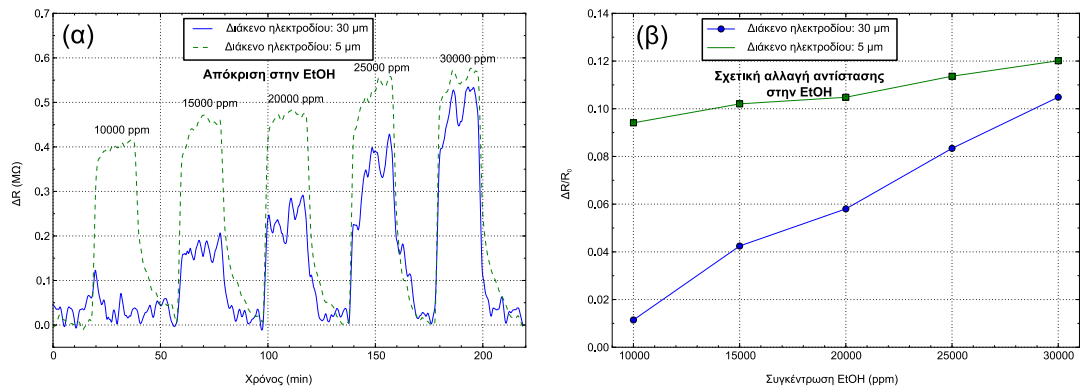 (α)
Διάκενο ηλεκτροδίου: 30 μm
Διάκενο ηλεκτροδίου: 5 μm
Απόκριση στην EtOH
10000 ppm
15000 ppm
20000 ppm
25000 ppm
30000 ppm
ΔR (MΩ)
0.7
0.6
0.5
0.4
0.3
0.2
0.1
0.0
0
50
100
150
200
Χρόνος (min)
(β)
Διάκενο ηλεκτροδίου: 30 μm
Διάκενο ηλεκτροδίου: 5 μm
Σχετική αλλαγή αντίστασης
στην EtOH
ΔR/R₀
0.14
0.12
0.10
0.08
0.06
0.04
0.02
0.00
10000
15000
20000
25000
30000
Συγκέντρωση EtOH (ppm)